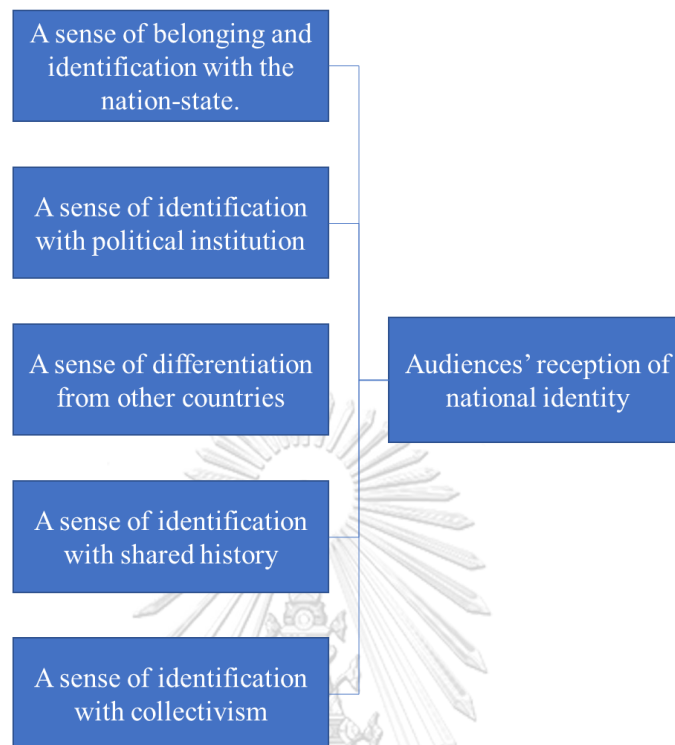 A sense of belonging and
identification with the
nation-state.
A sense of identification
with political institution
A sense of differentiation
from other countries
Audiences’ reception of
national identity
A sense of identification
with shared history
A sense of identification
with collectivism